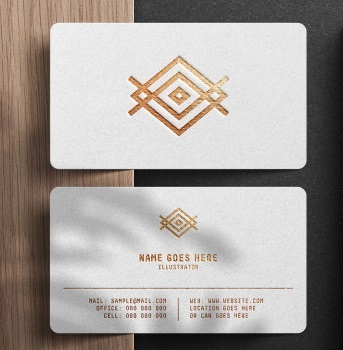 NAME GOES HERE
ILLUSTRATOR
MAIL: SAMPLE@MAIL.COM
OFFICE: 000 000 000
CELL: 000 000 000
WEB: WWW.WEBSITE.COM
LOCATION GOES HERE
OR CAN GOES HERE